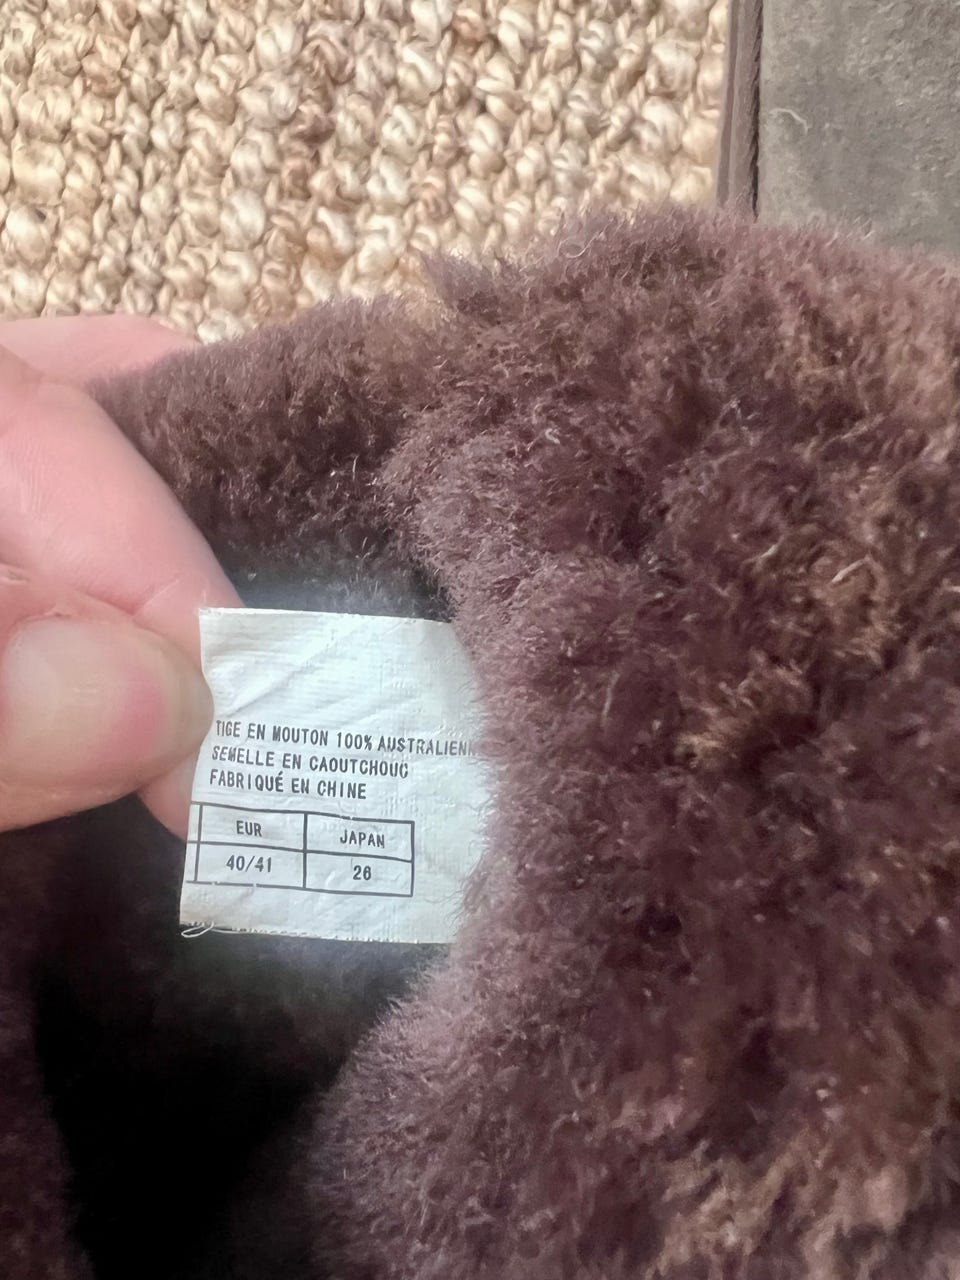 TIGE EN MOUTON 100% AUSTRALIEN
SEMELLE EN CAOUTCHOUC
FABRIQUÉ EN CHINE
EUR JAPAN
40/41 26